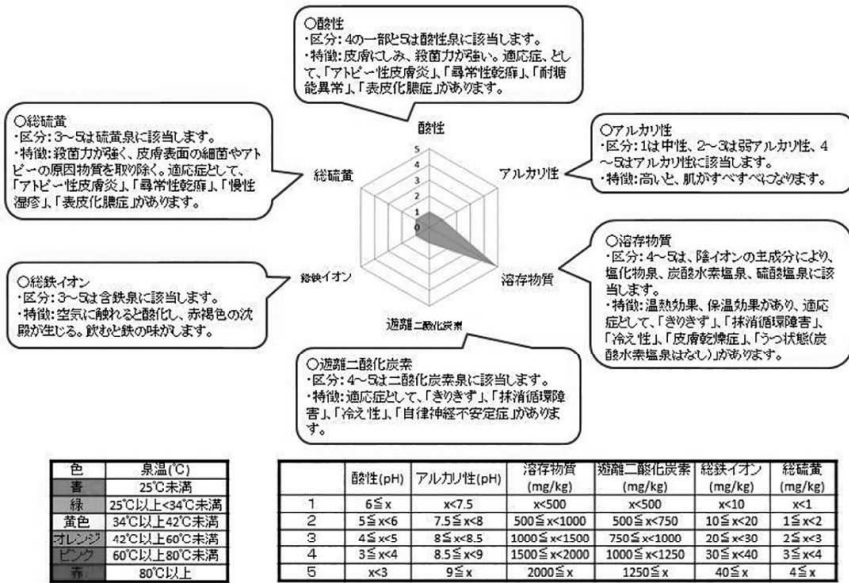 ○酸性
・区分：4の一部と5は酸性泉に該当します。
・特徴：皮膚にしみ、殺菌力が強い。適応症、とし
て、「アトピー性皮膚炎」、「尋常性乾癬」、「耐糖
能異常」、「表皮化膿症」があります。
○総硫黄
・区分：3～5は硫黄泉に該当します。
・特徴：殺菌力が強く、皮膚表面の細菌やアト
ピーの原因物質を取り除く。適応症として、
「アトピー性皮膚炎」、「尋常性乾癬」、「慢性
湿疹」、「表皮化膿症」があります。
○アルカリ性
・区分：1は中性、2～3は弱アルカリ性、4
～5はアルカリ性に該当します。
・特徴：高いと、肌がすべすべになります。
酸性
アルカリ性
溶存物質
遊離二酸化炭素
総鉄イオン
総硫黄
5
4
3
2
1
0
○総鉄イオン
・区分：3～5は含鉄泉に該当します。
・特徴：空気に触れると酸化し、赤褐色の沈
殿が生じる。飲むと鉄の味がします。
○溶存物質
・区分：4～5は、陰イオンの主成分により、
塩化物泉、炭酸水素塩泉、硫酸塩泉に該
当します。
・特徴：温熱効果、保温効果があり、適応
症として、「きりきず」、「抹消循環障害」、
「冷え性」、「皮膚乾燥症」、「うつ状態(炭
酸水素塩泉はなし)」があります。
○遊離二酸化炭素
・区分：4～5は二酸化炭素泉に該当します。
・特徴：適応症として、「きりきず」、「抹消循環障
害」、「冷え性」、「自律神経不安定症」がありま
す。
色 泉温(℃)
青 25℃未満
緑 25℃以上<34℃未満
黄色 34℃以上42℃未満
オレンジ 42℃以上60℃未満
ピンク 60℃以上80℃未満
赤 80℃以上
酸性(pH) アルカリ性(pH) 溶存物質(mg/kg) 遊離二酸化炭素(mg/kg) 総鉄イオン(mg/kg) 総硫黄(mg/kg)
1 6≦x x<7.5 x<500 x<500 x<10 x<1
2 5≦x<6 7.5≦x<8 500≦x<1000 500≦x<750 10≦x<20 1≦x<2
3 4≦x<5 8≦x<8.5 1000≦x<1500 750≦x<1000 20≦x<30 2≦x<3
4 3≦x<4 8.5≦x<9 1500≦x<2000 1000≦x<1250 30≦x<40 3≦x<4
5 x<3 9≦x 2000≦x 1250≦x 40≦x 4≦x